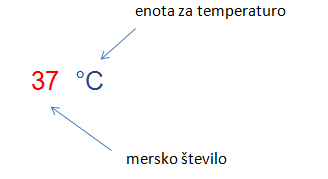 enota za temperaturo
37 °C
mersko število